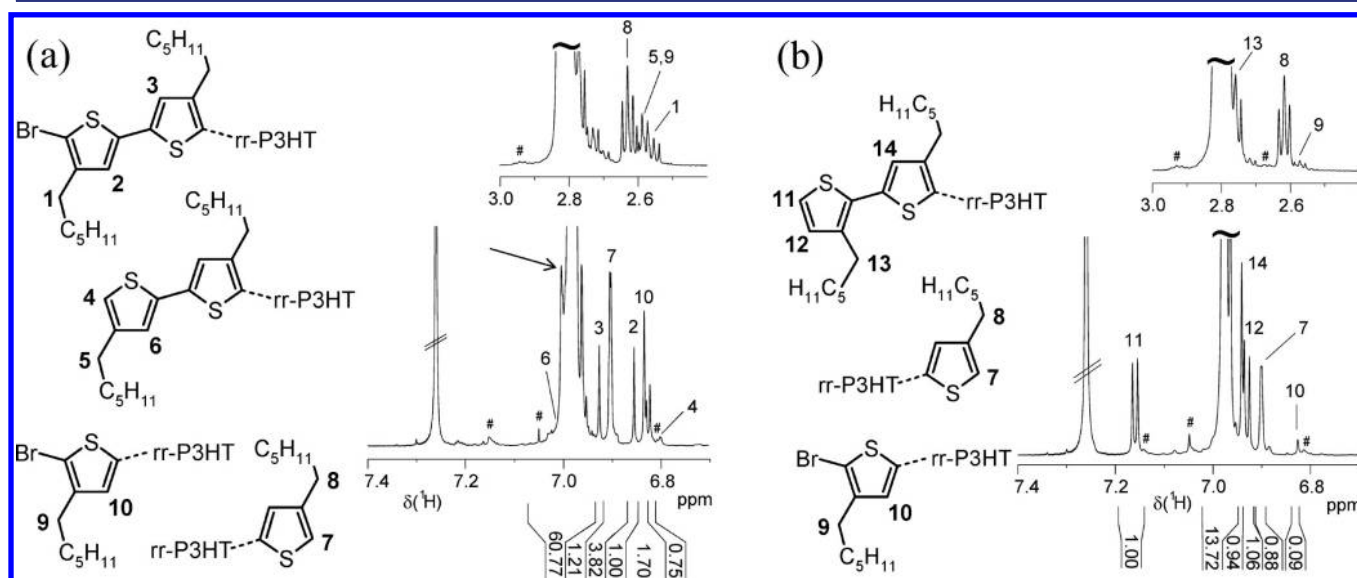 (a)
C₅H₁₁
3
Br
S
S
rr-P3HT
1
2
C₅H₁₁
C₅H₁₁
4
S
S
rr-P3HT
5
6
C₅H₁₁
Br
S
rr-P3HT
10
9
C₅H₁₁
C₅H₁₁
8
rr-P3HT
S
7
8
5,9
1
#
3.0 2.8 2.6
7
10
3
2
6
4
#
#
#
7.4 7.0 6.8
δ(¹H) ppm
60.77
1.21
3.82
1.00
1.70
0.75
(b)
H₁₁C₅
14
11
S
S
rr-P3HT
12
13
H₁₁C₅
H₁₁C₅
8
rr-P3HT
S
7
Br
S
rr-P3HT
10
9
C₅H₁₁
13
8
9
#
#
3.0 2.8 2.6
14
11
12
7
10
#
#
#
7.4 7.0 6.8
δ(¹H) ppm
1.00
13.72
0.94
1.06
0.88
0.09